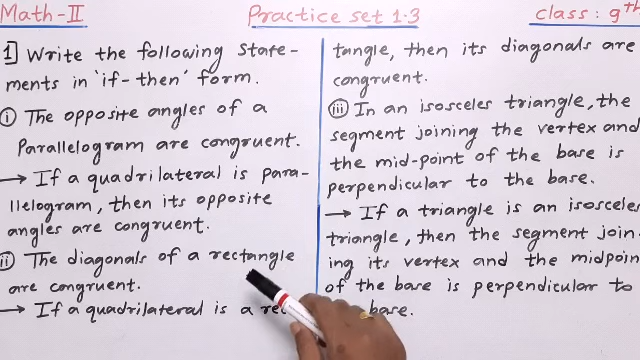 Math-II
Practice set 1.3
class: 9th
1 Write the following state-
ments in 'if-then' form.
i The opposite angles of a
parallelogram are congruent.
→ If a quadrilateral is para-
llelogram, then its opposite
angles are congruent.
ii The diagonals of a rectangle
are congruent.
→ If a quadrilateral is a rec
tangle, then its diagonals are
congruent.
iii In an isosceles triangle, the
segment joining the vertex and
the mid-point of the base is
perpendicular to the base.
→ If a triangle is an isosceles
triangle, then the segment join-
ing its vertex and the midpoin
of the base is perpendicular to
base.